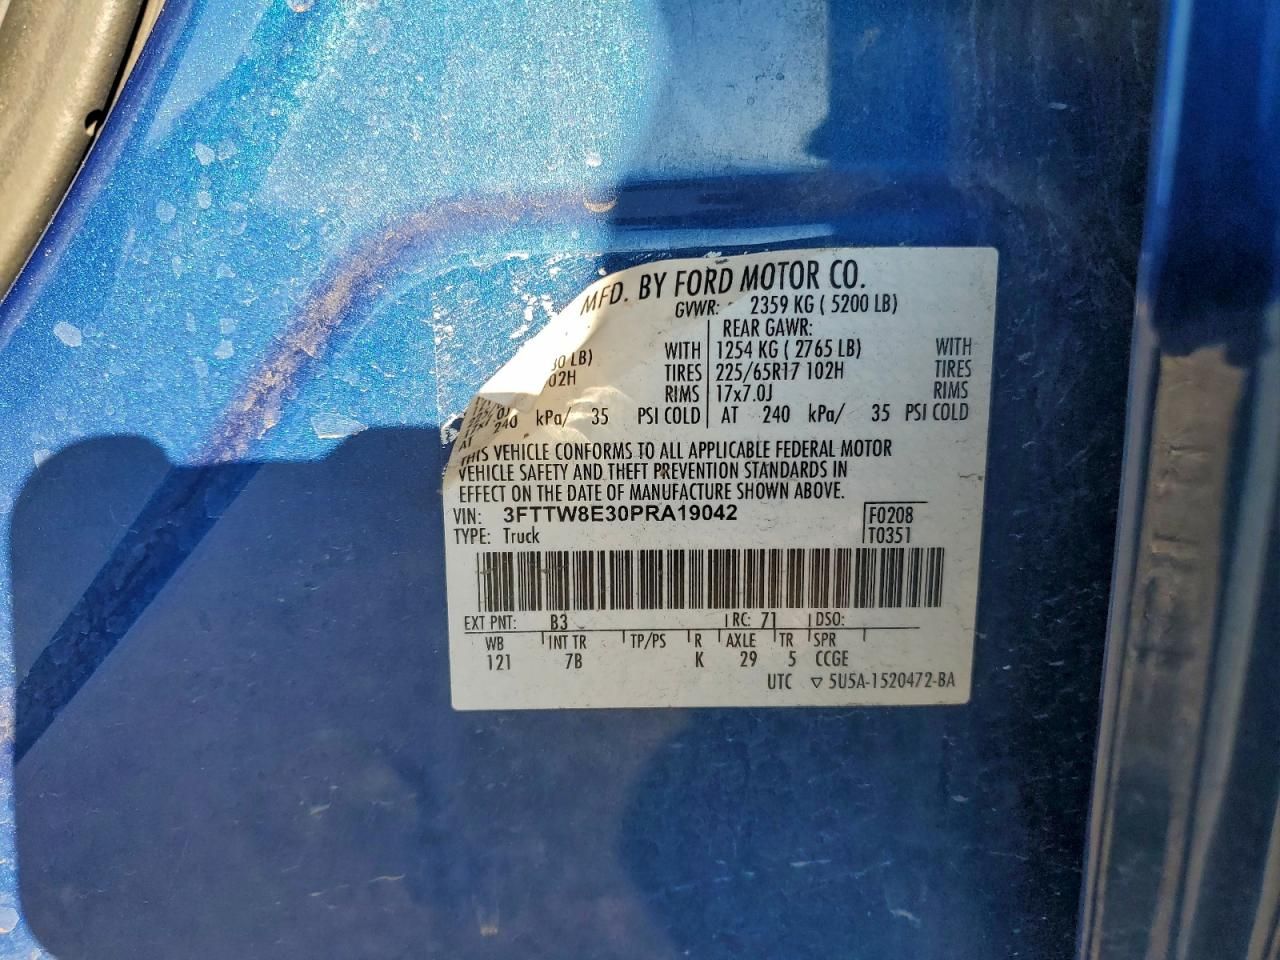 MFD. BY FORD MOTOR CO.
GVWR: 2359 KG ( 5200 LB)
REAR GAWR:
LB) WITH 1254 KG ( 2765 LB) WITH
02H TIRES 225/65R17 102H TIRES
RIMS 17x7.0J RIMS
AT 240 kPa/ 35 PSI COLD AT 240 kPa/ 35 PSI COLD
THIS VEHICLE CONFORMS TO ALL APPLICABLE FEDERAL MOTOR
VEHICLE SAFETY AND THEFT PREVENTION STANDARDS IN
EFFECT ON THE DATE OF MANUFACTURE SHOWN ABOVE.
VIN: 3FTTW8E30PRA19042 F0208
TYPE: Truck T0351
EXT PNT: B3 RC: 71 DSO:
WB INT TR TP/PS R AXLE TR SPR
121 7B K 29 5 CCGE
UTC ▽ 5U5A-1520472-BA